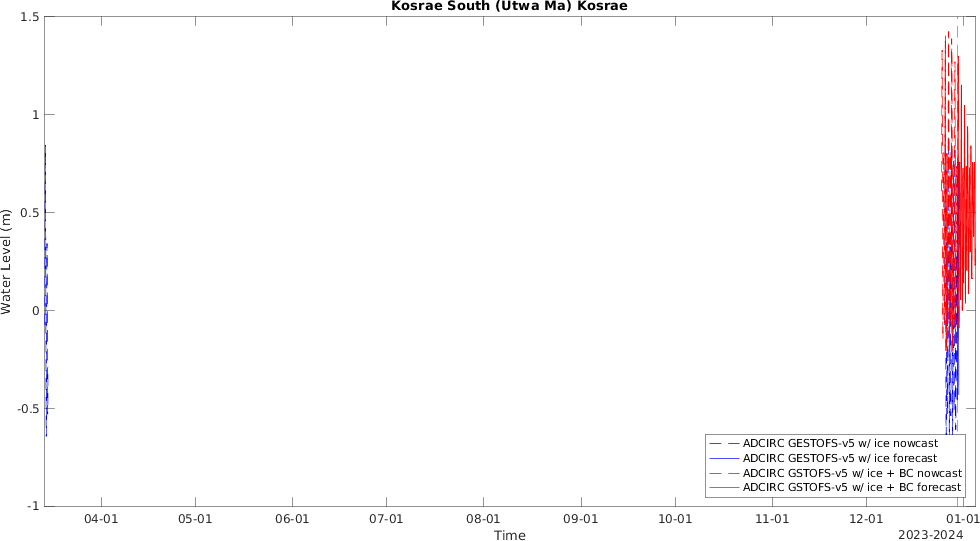 Kosrae South (Utwa Ma) Kosrae
1.5
1
0.5
0
-0.5
-1
Water Level (m)
04-01 05-01 06-01 07-01 08-01 09-01 10-01 11-01 12-01 01-01
Time
2023-2024
ADCIRC GESTOFS-v5 w/ ice nowcast
ADCIRC GESTOFS-v5 w/ ice forecast
ADCIRC GSTOFS-v5 w/ ice + BC nowcast
ADCIRC GSTOFS-v5 w/ ice + BC forecast